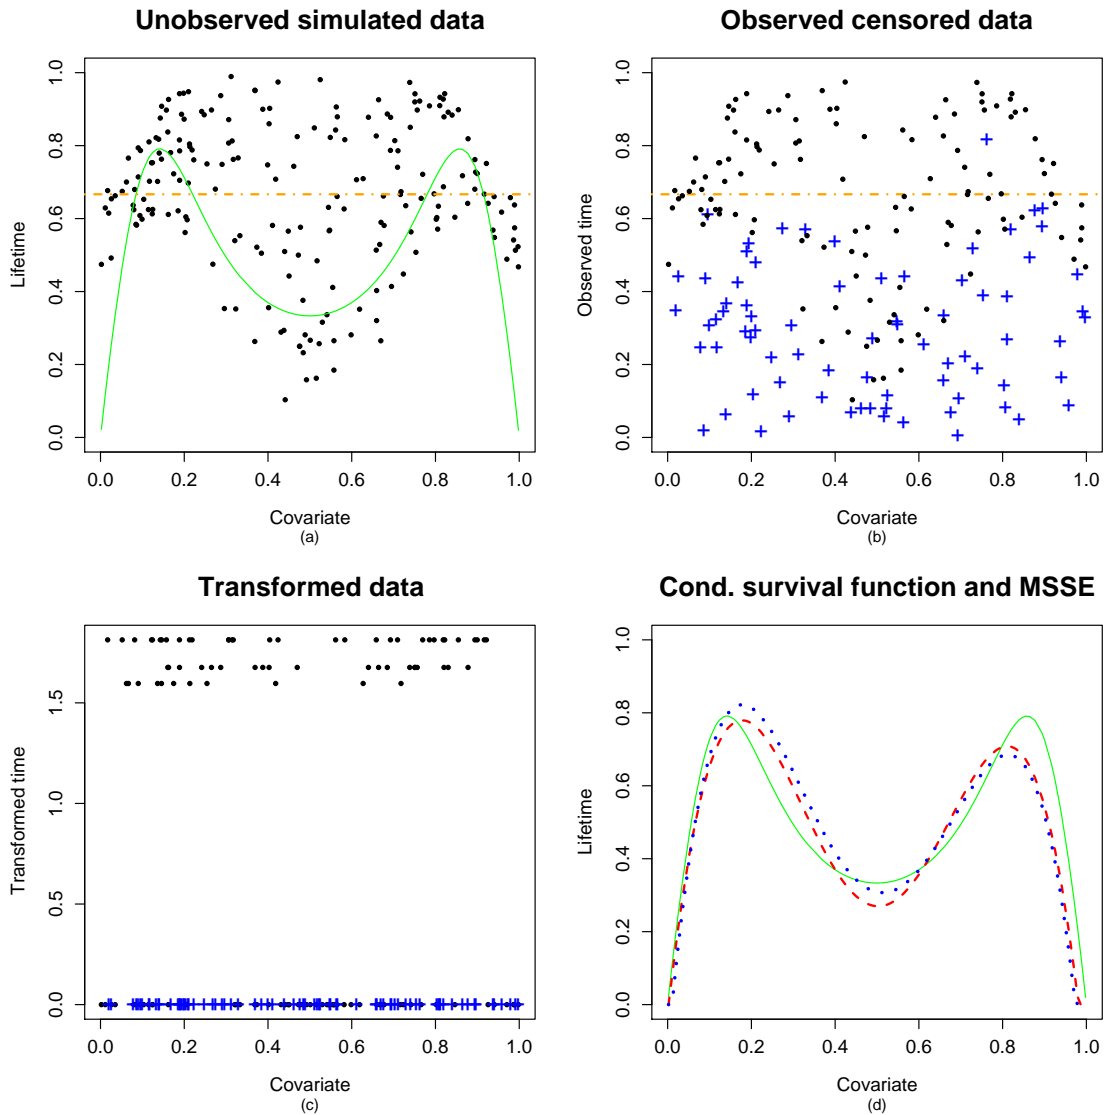 Unobserved simulated data
1.0
0.8
0.6
0.4
0.2
0.0
Lifetime
0.0 0.2 0.4 0.6 0.8 1.0
Covariate
(a)
Observed censored data
1.0
0.8
0.6
0.4
0.2
0.0
Observed time
0.0 0.2 0.4 0.6 0.8 1.0
Covariate
(b)
Transformed data
1.5
1.0
0.5
0.0
Transformed time
0.0 0.2 0.4 0.6 0.8 1.0
Covariate
(c)
Cond. survival function and MSSE
1.0
0.8
0.6
0.4
0.2
0.0
Lifetime
0.0 0.2 0.4 0.6 0.8 1.0
Covariate
(d)